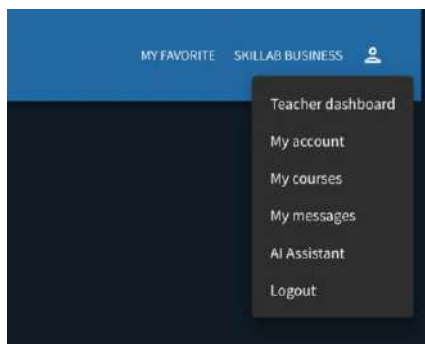 MY FAVORITE SKILLAB BUSINESS
Teacher dashboard
My account
My courses
My messages
AI Assistant
Logout